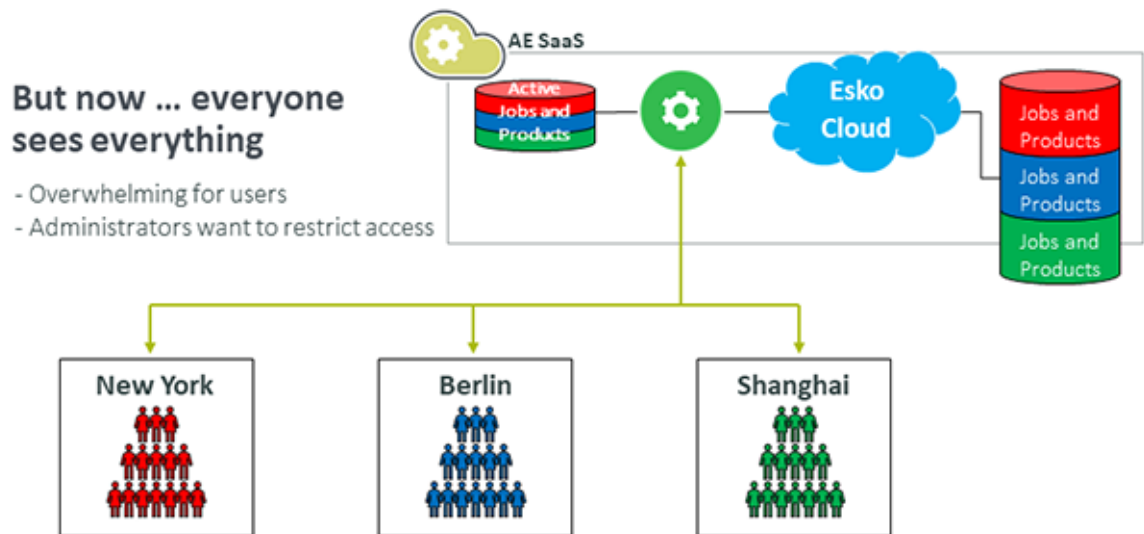 AE SaaS
But now ... everyone
sees everything
- Overwhelming for users
- Administrators want to restrict access
Active
Jobs and
Products
Esko
Cloud
Jobs and
Products
Jobs and
Products
Jobs and
Products
New York
Berlin
Shanghai